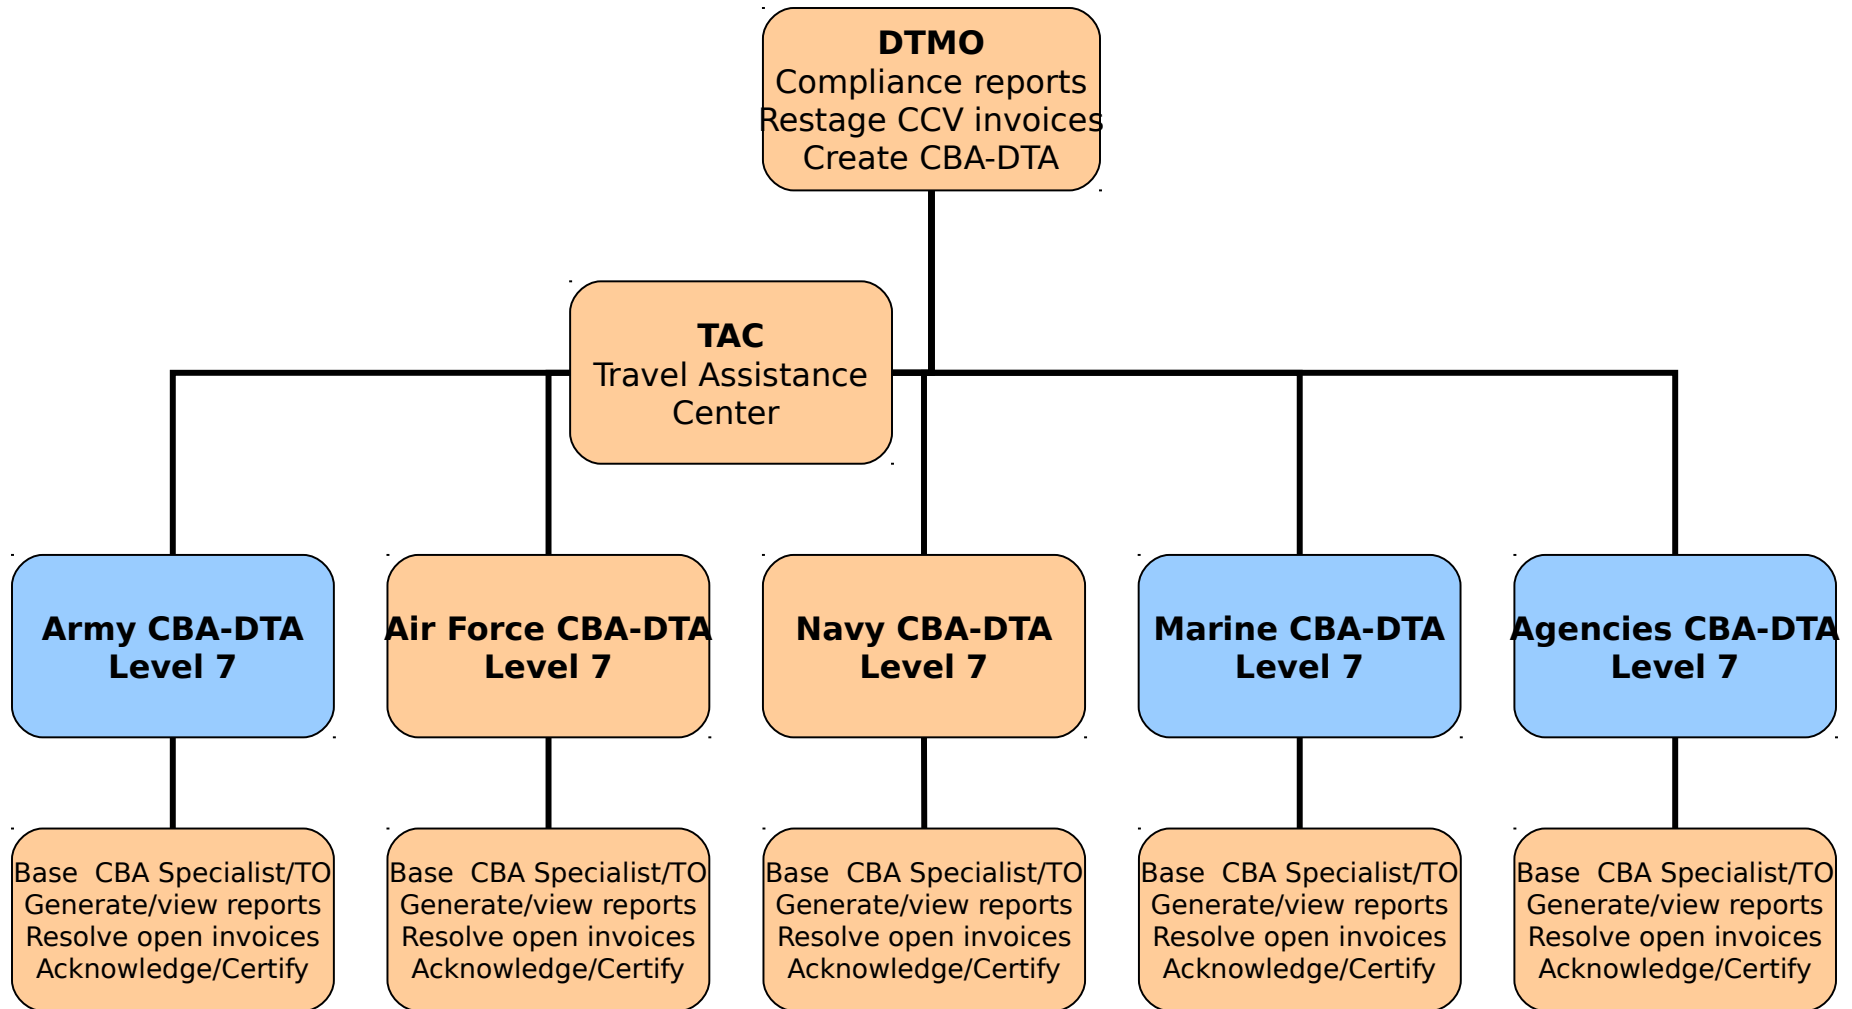 DTMO
Compliance reports
Restage CCV invoices
Create CBA-DTA
TAC
Travel Assistance
Center
Army CBA-DTA
Level 7
Air Force CBA-DTA
Level 7
Navy CBA-DTA
Level 7
Marine CBA-DTA
Level 7
Agencies CBA-DTA
Level 7
Base  CBA Specialist/TO
Generate/view reports
Resolve open invoices
Acknowledge/Certify
Base  CBA Specialist/TO
Generate/view reports
Resolve open invoices
Acknowledge/Certify
Base  CBA Specialist/TO
Generate/view reports
Resolve open invoices
Acknowledge/Certify
Base  CBA Specialist/TO
Generate/view reports
Resolve open invoices
Acknowledge/Certify
Base  CBA Specialist/TO
Generate/view reports
Resolve open invoices
Acknowledge/Certify